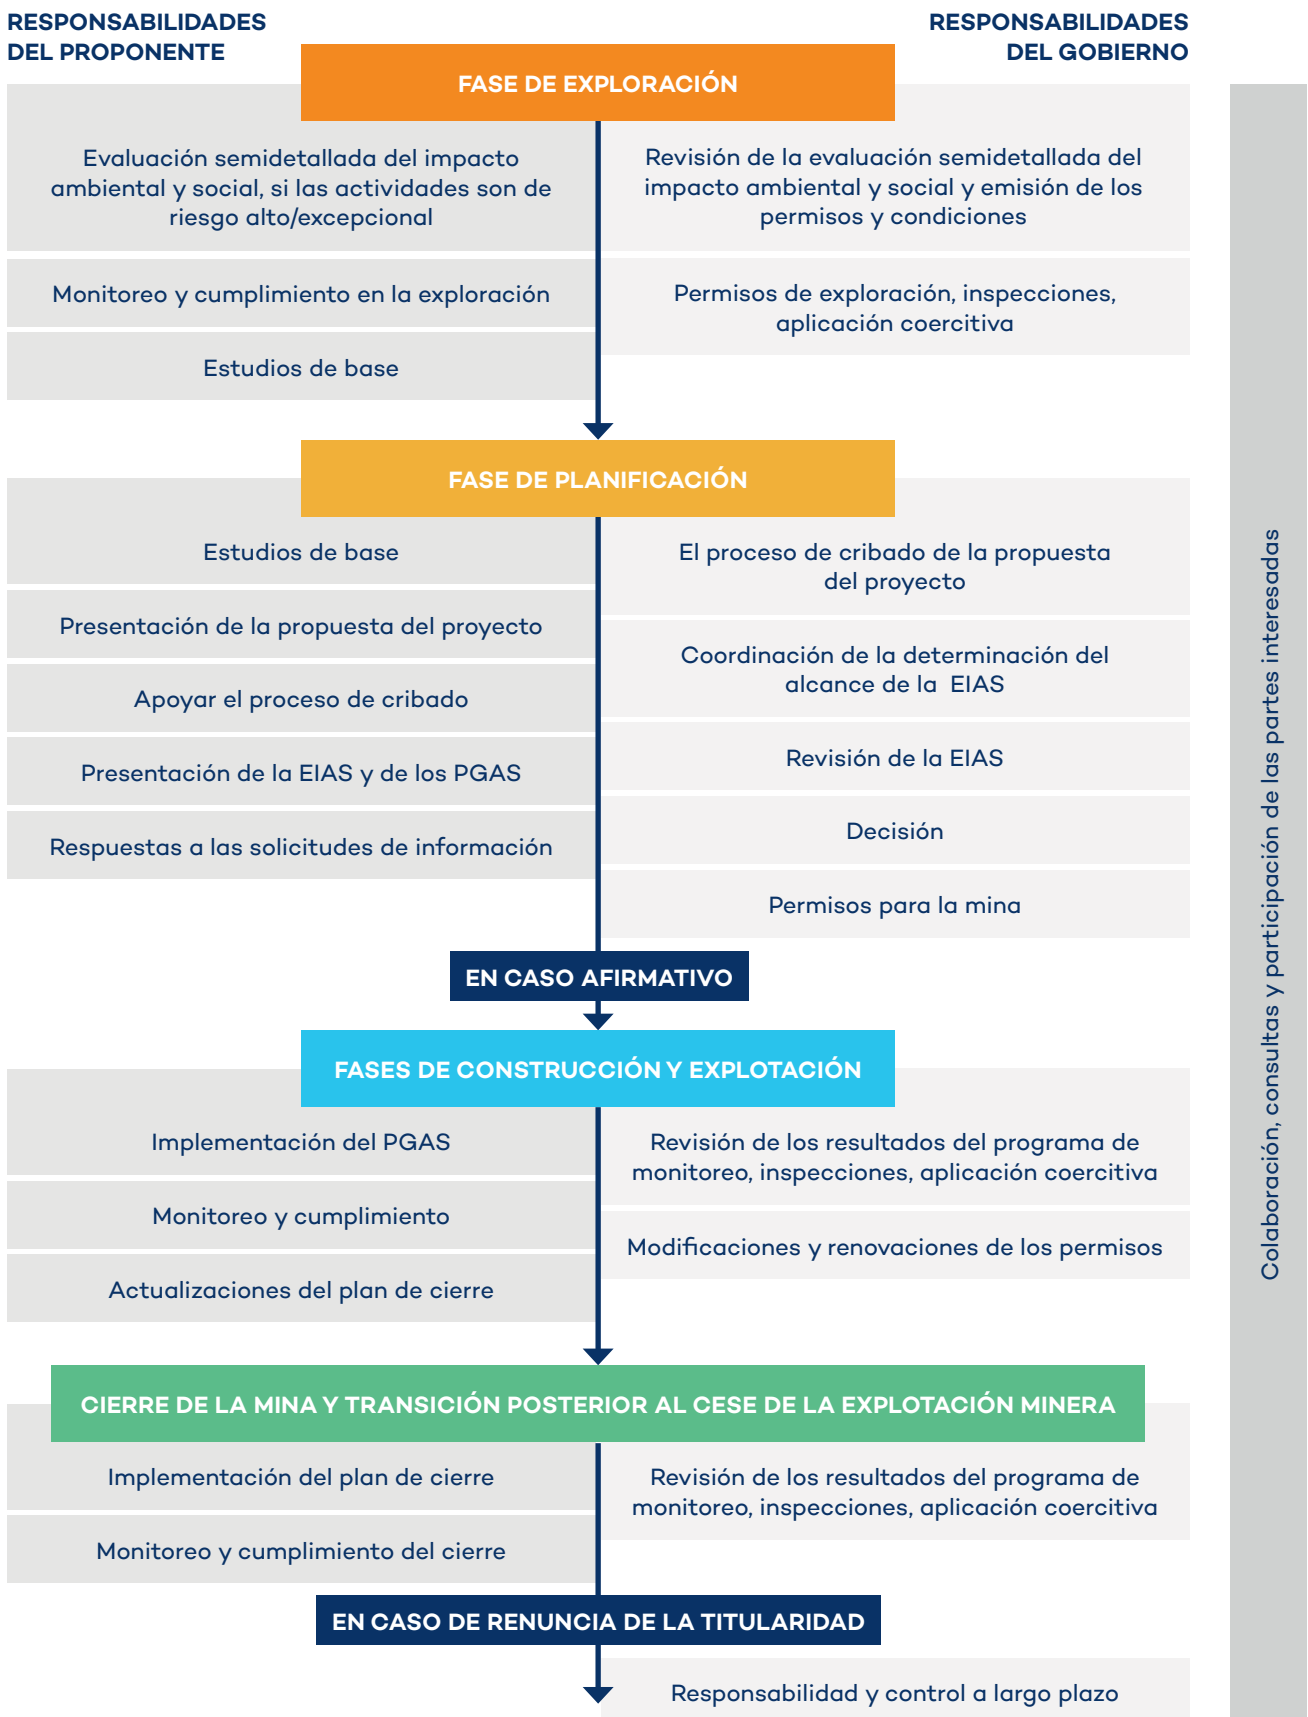 RESPONSABILIDADES
DEL PROPONENTE
RESPONSABILIDADES
DEL GOBIERNO
FASE DE EXPLORACIÓN
Evaluación semidetallada del impacto
ambiental y social, si las actividades son de
riesgo alto/excepcional
Monitoreo y cumplimiento en la exploración
Estudios de base
Revisión de la evaluación semidetallada del
impacto ambiental y social y emisión de los
permisos y condiciones
Permisos de exploración, inspecciones,
aplicación coercitiva
FASE DE PLANIFICACIÓN
Estudios de base
Presentación de la propuesta del proyecto
Apoyar el proceso de cribado
Presentación de la EIAS y de los PGAS
Respuestas a las solicitudes de información
El proceso de cribado de la propuesta
del proyecto
Coordinación de la determinación del
alcance de la EIAS
Revisión de la EIAS
Decisión
Permisos para la mina
EN CASO AFIRMATIVO
FASES DE CONSTRUCCIÓN Y EXPLOTACIÓN
Implementación del PGAS
Monitoreo y cumplimiento
Actualizaciones del plan de cierre
Revisión de los resultados del programa de
monitoreo, inspecciones, aplicación coercitiva
Modificaciones y renovaciones de los permisos
CIERRE DE LA MINA Y TRANSICIÓN POSTERIOR AL CESE DE LA EXPLOTACIÓN MINERA
Implementación del plan de cierre
Monitoreo y cumplimiento del cierre
Revisión de los resultados del programa de
monitoreo, inspecciones, aplicación coercitiva
EN CASO DE RENUNCIA DE LA TITULARIDAD
Responsabilidad y control a largo plazo
Colaboración, consultas y participación de las partes interesadas